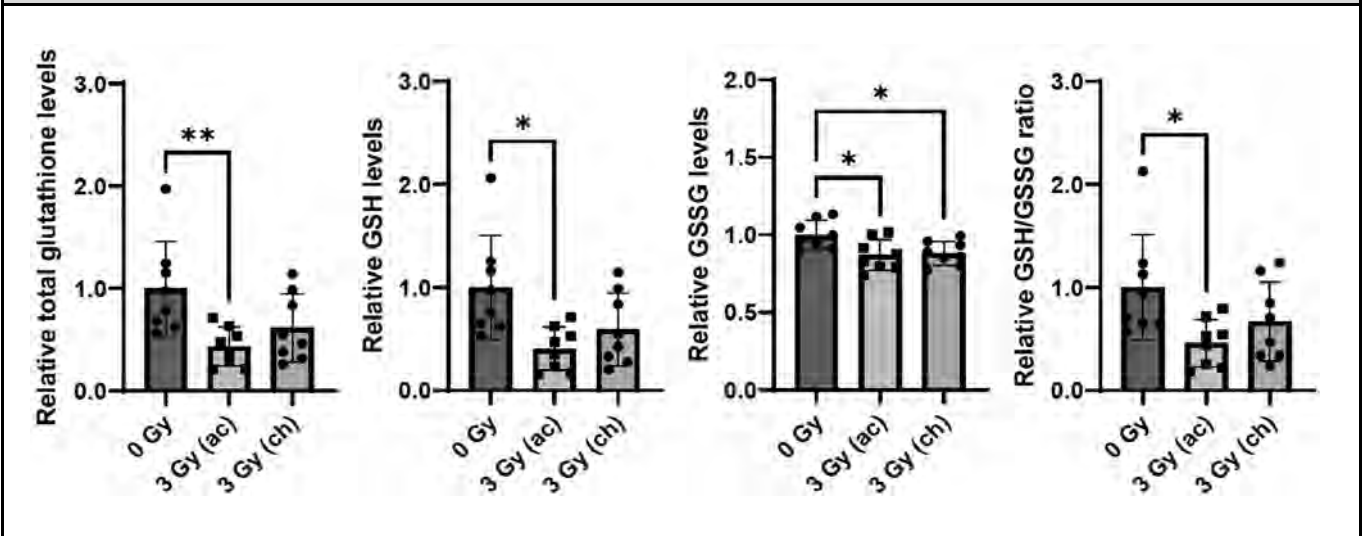 Relative total glutathione levels
3.0
2.0
1.0
0.0
**
0 Gy
3 Gy (ac)
3 Gy (ch)
Relative GSH levels
3.0
2.0
1.0
0.0
*
0 Gy
3 Gy (ac)
3 Gy (ch)
Relative GSSG levels
2.0
1.5
1.0
0.5
0.0
*
*
0 Gy
3 Gy (ac)
3 Gy (ch)
Relative GSH/GSSG ratio
3.0
2.0
1.0
0.0
*
0 Gy
3 Gy (ac)
3 Gy (ch)